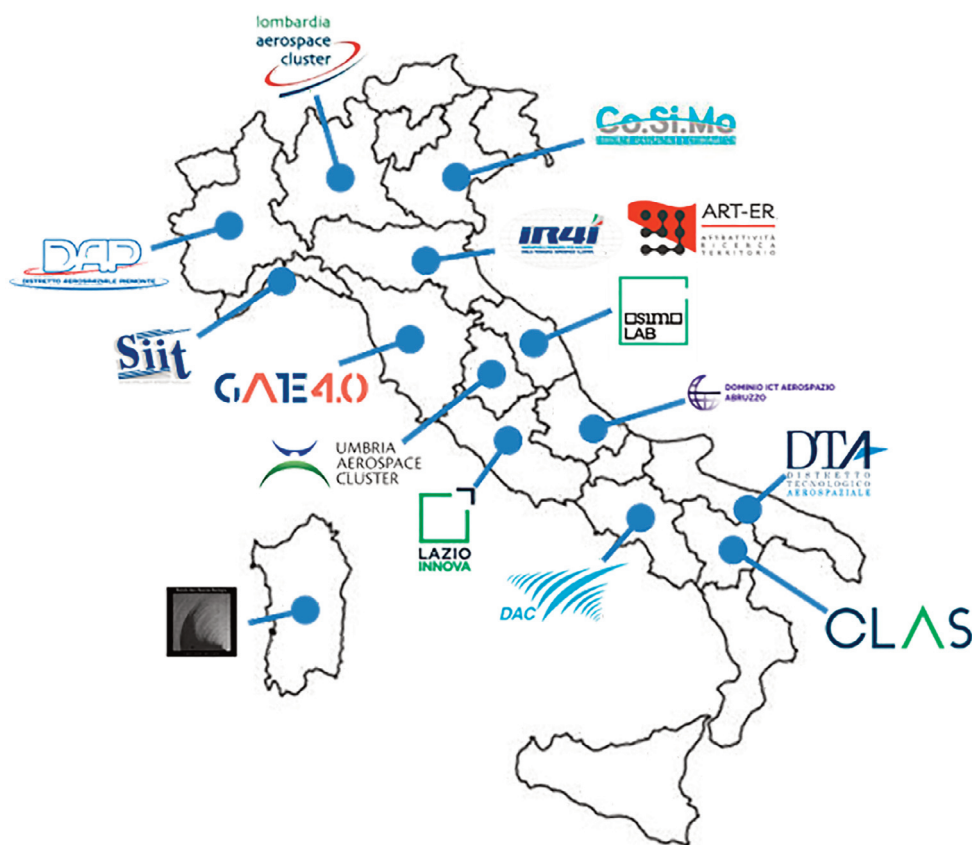 lombardia
aerospace
cluster
Co.Si.Mo
DAP
DISTRETTO AEROSPAZIALE PIEMONTE
IR4I
ART-ER
ATTRATTIVITÀ
RICERCA
TERRITORIO
SIMO
LAB
Siit
GATE4.0
DOMINIO ICT AEROSPAZIO
ABRUZZO
UMBRIA
AEROSPACE
CLUSTER
DTA
DISTRETTO
TECNOLOGICO
AEROSPAZIALE
LAZIO
INNOVA
DAC
CLAS